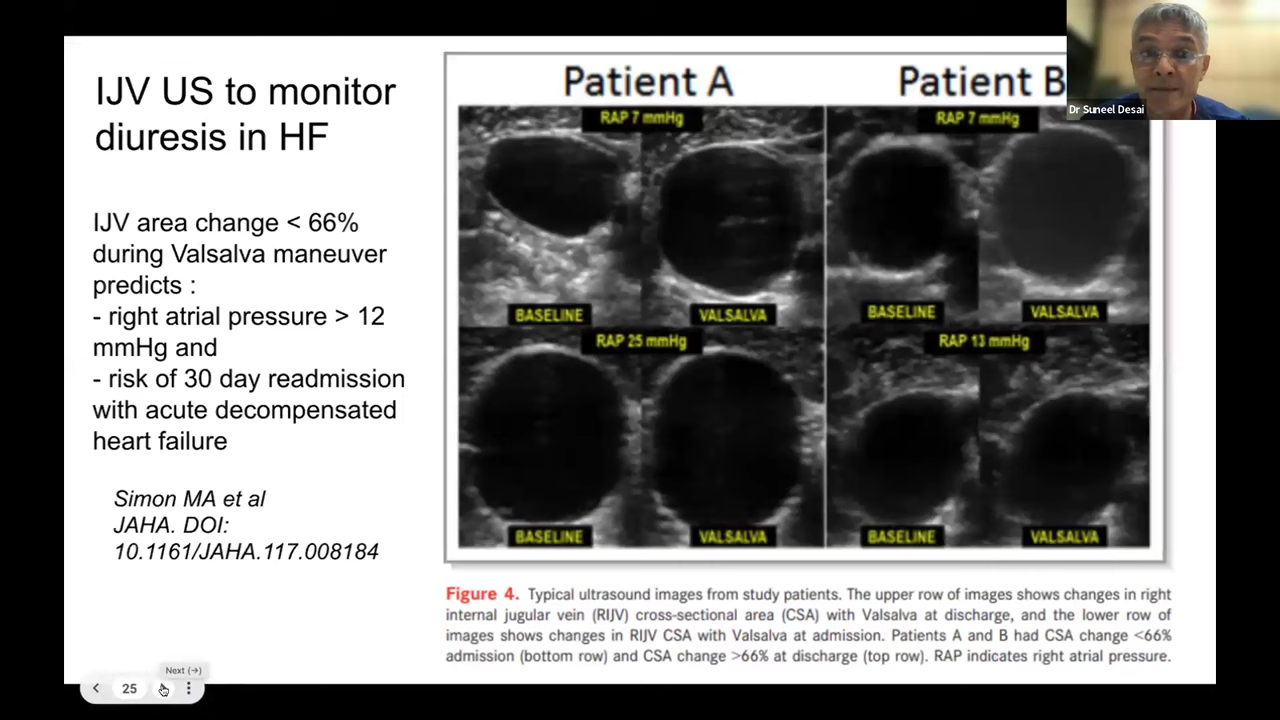 IJV US to monitor
diuresis in HF
IJV area change < 66%
during Valsalva maneuver
predicts :
- right atrial pressure > 12
mmHg and
- risk of 30 day readmission
with acute decompensated
heart failure
Simon MA et al
JAHA. DOI:
10.1161/JAHA.117.008184
Patient A
Patient B
RAP 7 mmHg
RAP 7 mmHg
BASELINE
VALSALVA
BASELINE
VALSALVA
RAP 25 mmHg
RAP 13 mmHg
BASELINE
VALSALVA
BASELINE
VALSALVA
Figure 4. Typical ultrasound images from study patients. The upper row of images shows changes in right
internal jugular vein (RIJV) cross-sectional area (CSA) with Valsalva at discharge, and the lower row of
images shows changes in RIJV CSA with Valsalva at admission. Patients A and B had CSA change <66%
admission (bottom row) and CSA change >66% at discharge (top row). RAP indicates right atrial pressure.
Dr Suneel Desai
Next (→)
25